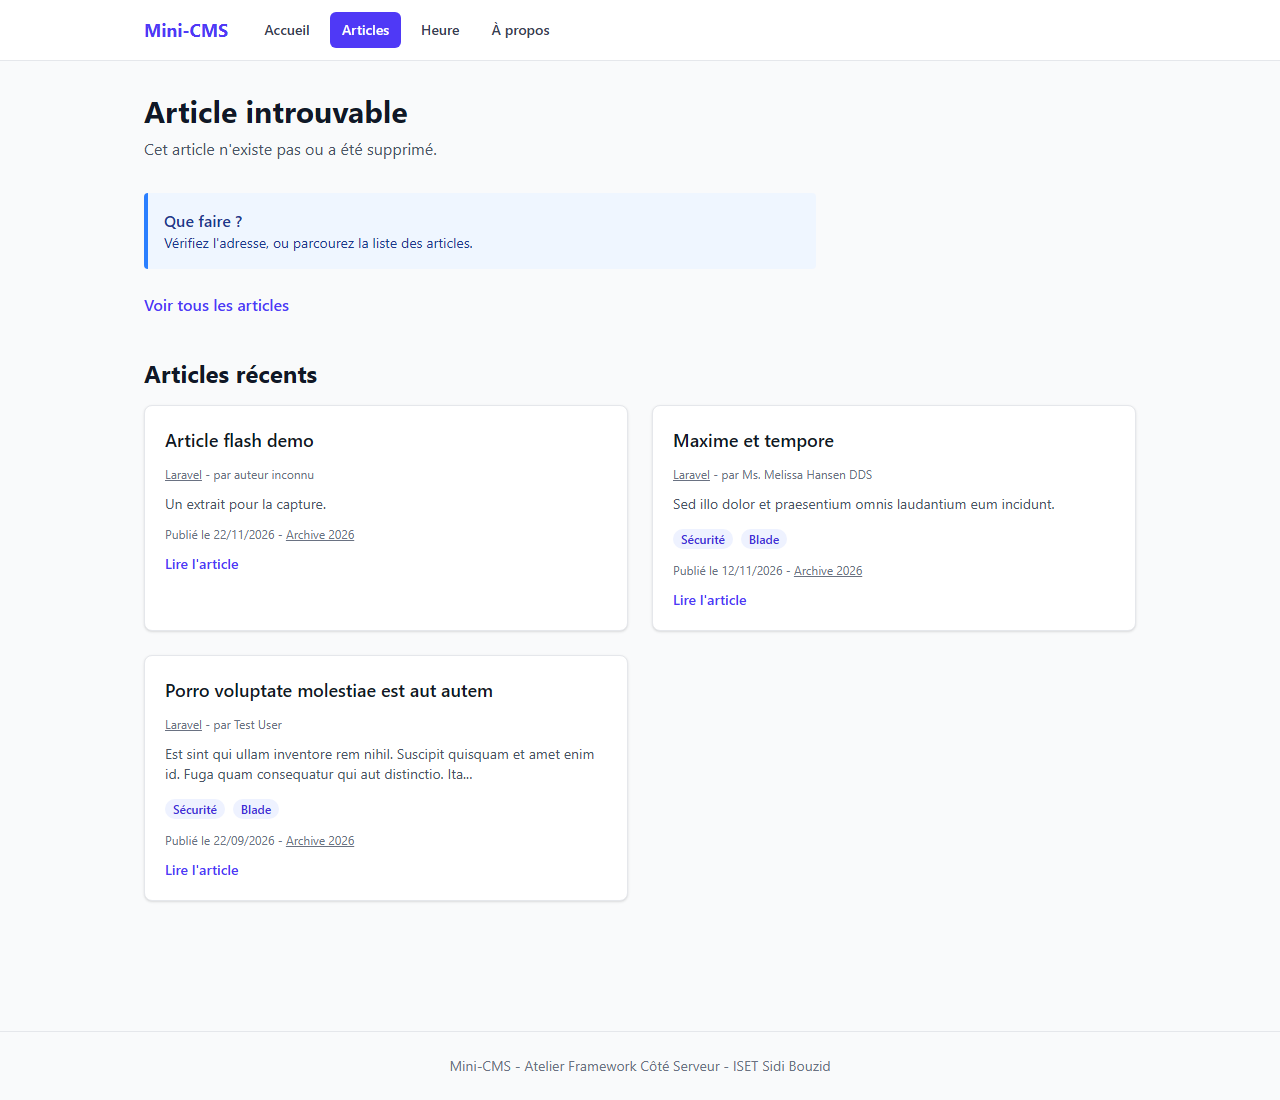 Mini-CMS Accueil Articles Heure À propos
Article introuvable
Cet article n'existe pas ou a été supprimé.
Que faire ?
Vérifiez l'adresse, ou parcourez la liste des articles.
Voir tous les articles
Articles récents
Article flash demo
Laravel - par auteur inconnu
Un extrait pour la capture.
Publié le 22/11/2026 - Archive 2026
Lire l'article
Maxime et tempore
Laravel - par Ms. Melissa Hansen DDS
Sed illo dolor et praesentium omnis laudantium eum incidunt.
Sécurité Blade
Publié le 12/11/2026 - Archive 2026
Lire l'article
Porro voluptate molestiae est aut autem
Laravel - par Test User
Est sint qui ullam inventore rem nihil. Suscipit quisquam et amet enim
id. Fuga quam consequatur qui aut distinctio. Ita...
Sécurité Blade
Publié le 22/09/2026 - Archive 2026
Lire l'article
Mini-CMS - Atelier Framework Côté Serveur - ISET Sidi Bouzid